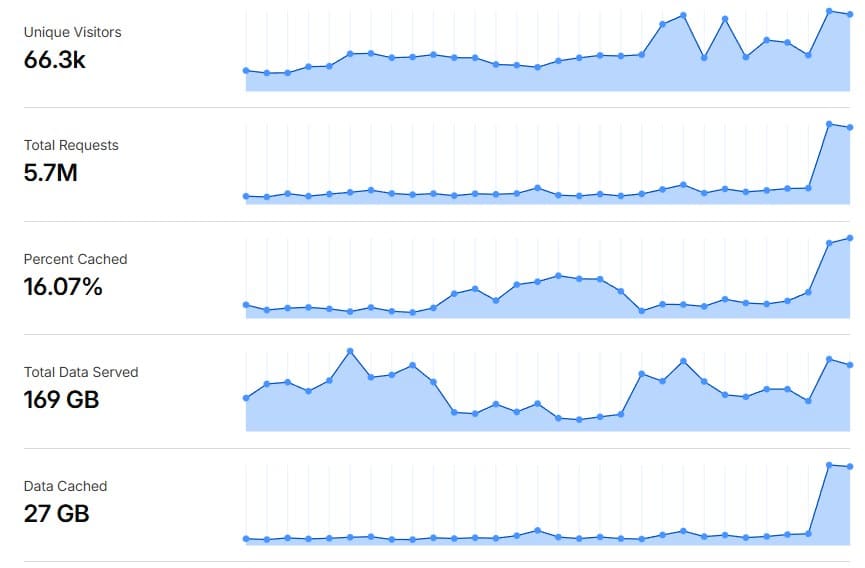 Unique Visitors
66.3k
Total Requests
5.7M
Percent Cached
16.07%
Total Data Served
169 GB
Data Cached
27 GB